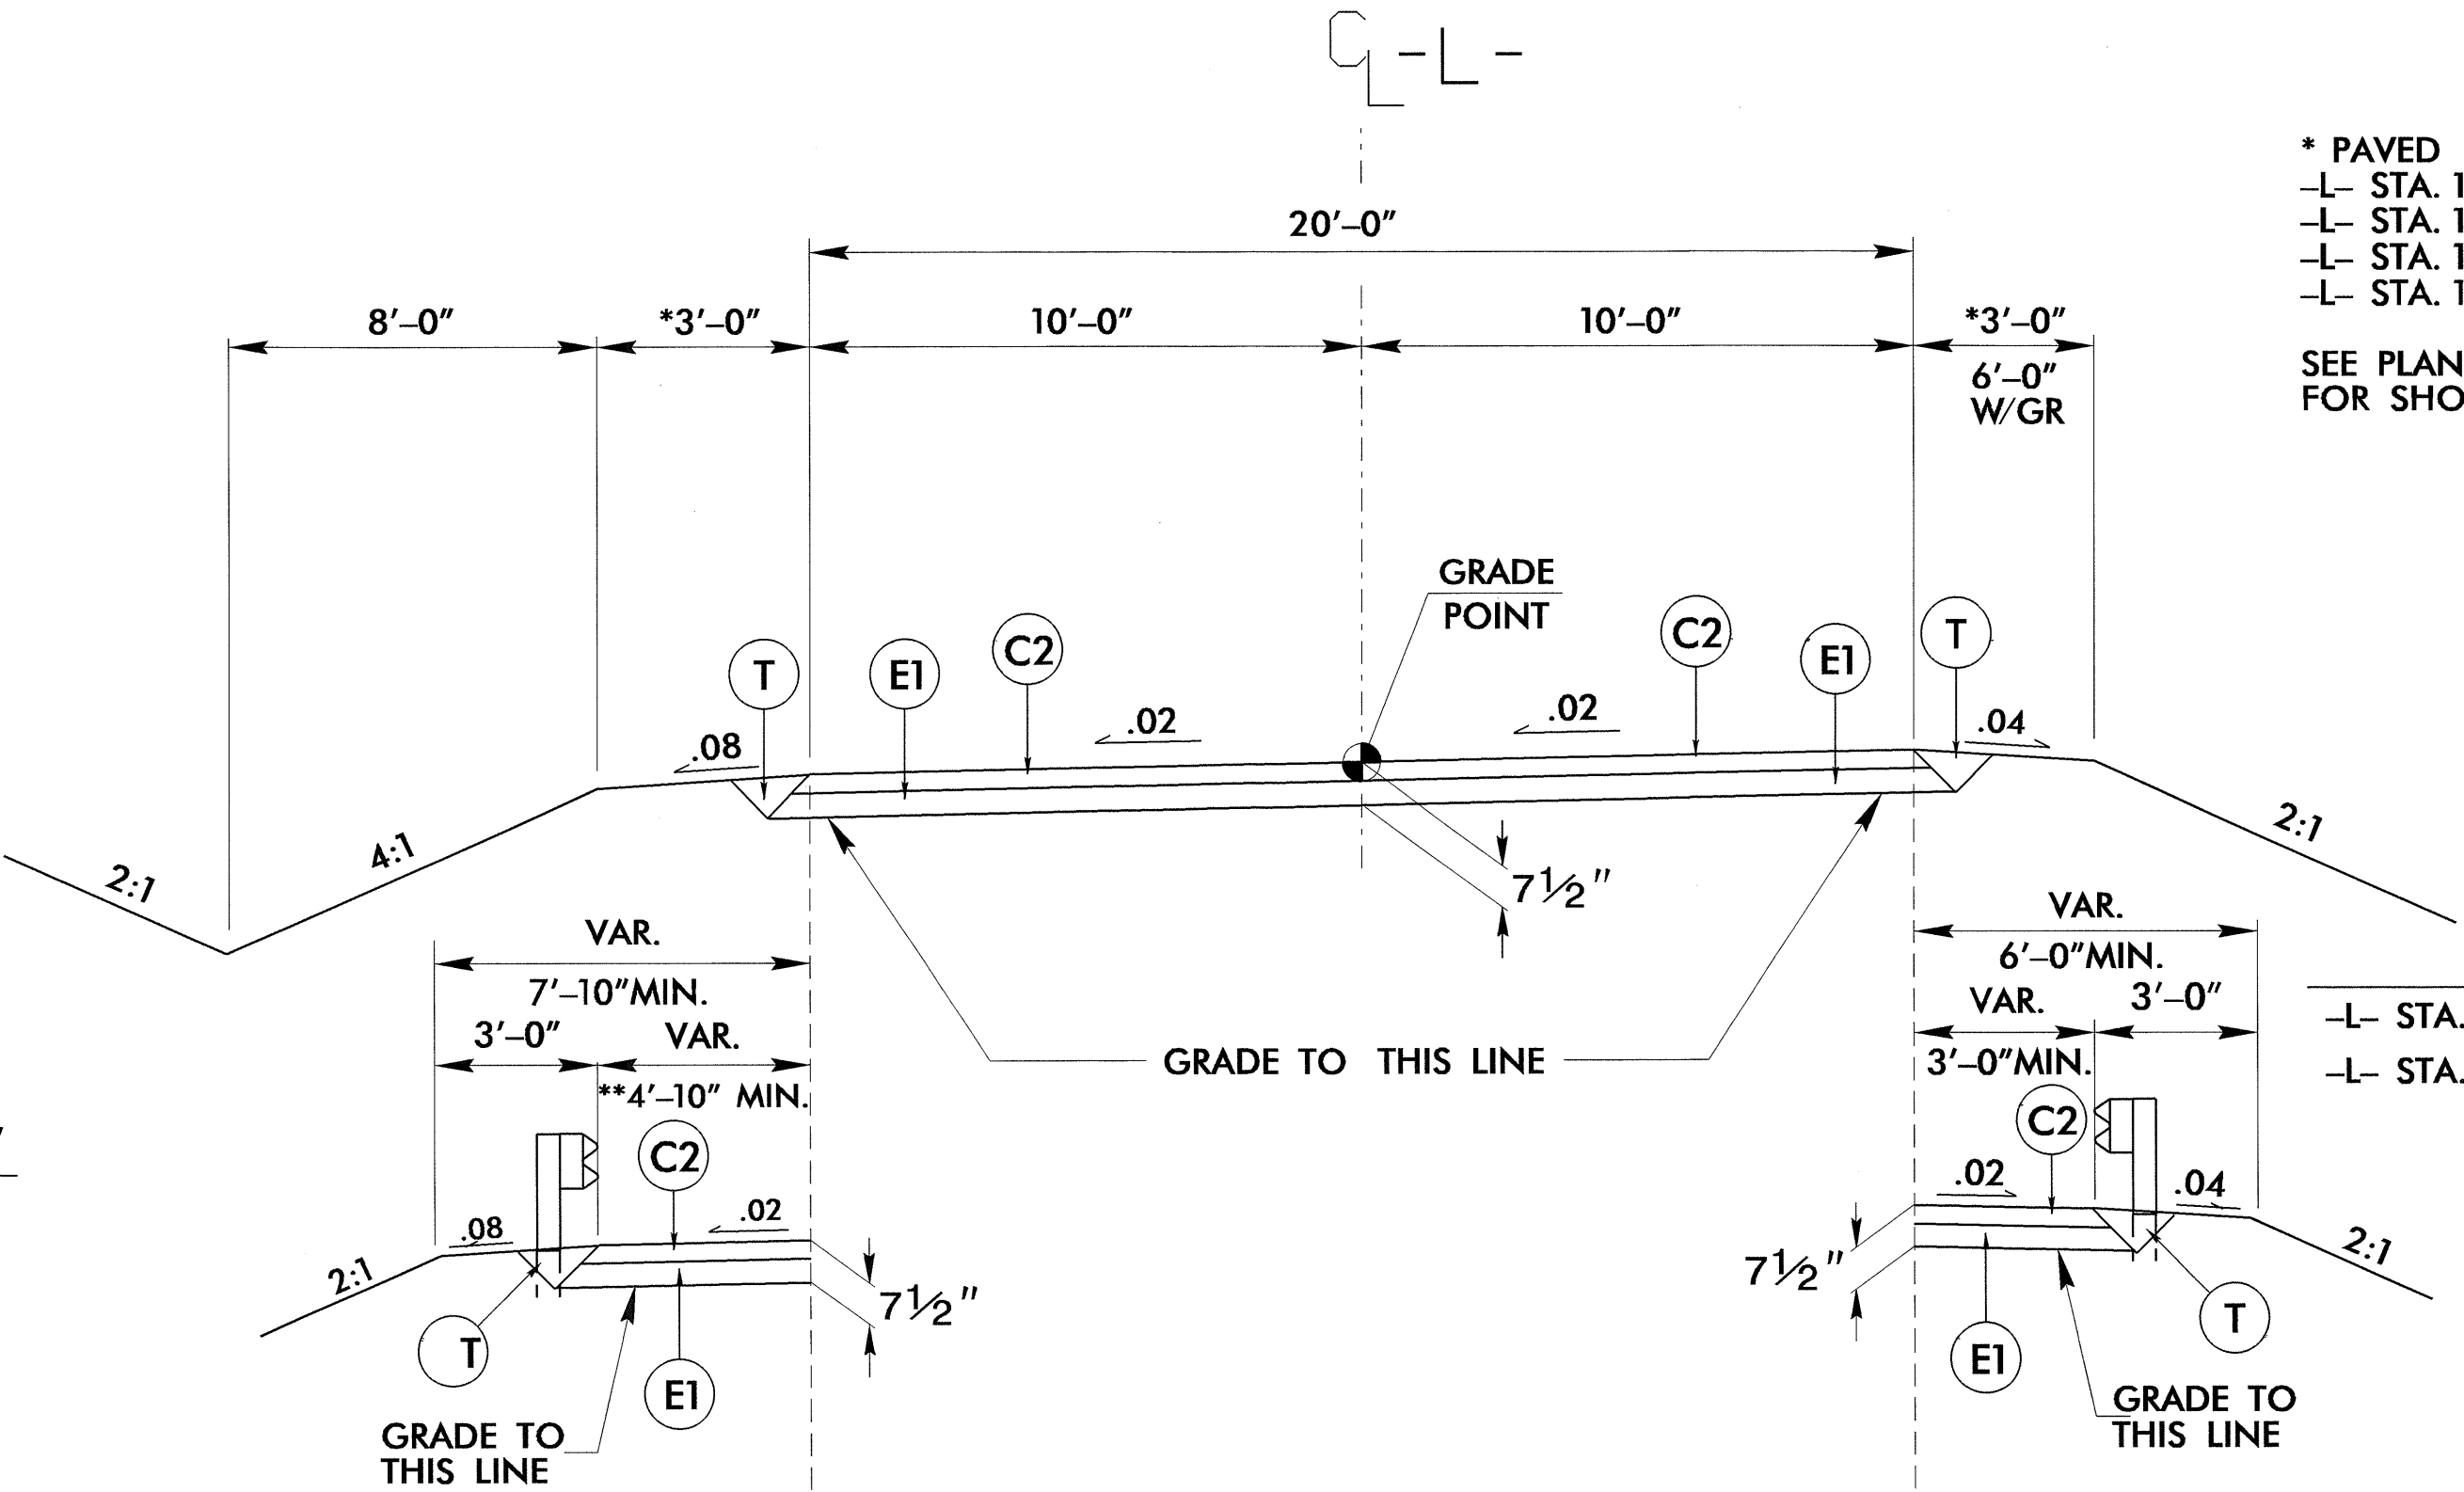 CL -L-
* PAVED
-L- STA. 1
-L- STA. 1
-L- STA. 1
-L- STA. 1
SEE PLAN
FOR SHO
20'-0"
8'-0" *3'-0" 10'-0" 10'-0" *3'-0"
6'-0"
W/GR
GRADE
POINT
T E1 C2 C2 E1 T
.08 .02 .02 .04
2:1 4:1 2:1
7½"
VAR.
7'-10"MIN.
3'-0" VAR.
**4'-10" MIN.
GRADE TO THIS LINE
VAR.
6'-0"MIN.
VAR. 3'-0"
3'-0"MIN.
-L- STA.
-L- STA.
C2
.08 .02
2:1
7½"
T
E1
GRADE TO
THIS LINE
C2
.02 .04
2:1
7½"
T
E1
GRADE TO
THIS LINE